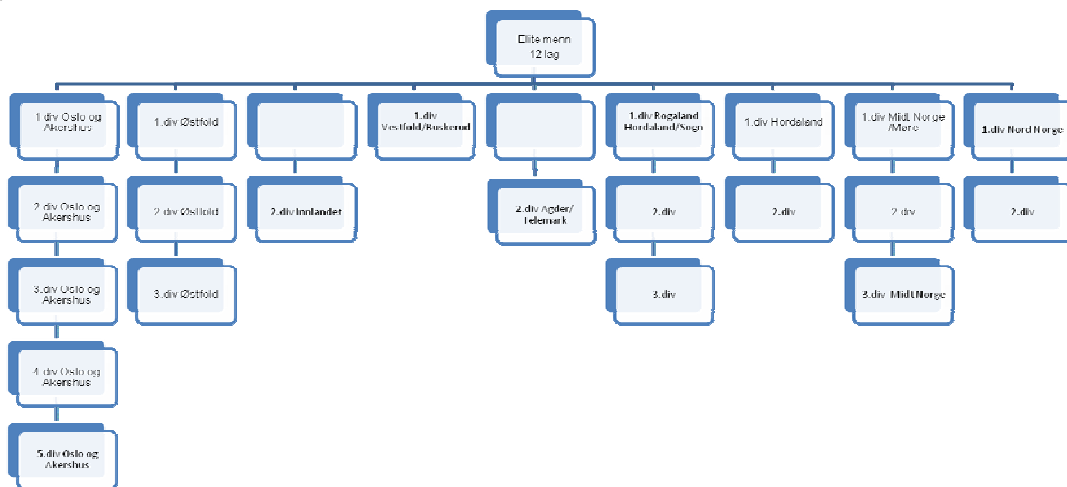 Elite menn
12 lag
1.div Oslo og
Akershus
1.div Østfold
1.div
Vestfold/Buskerud
1.div Rogaland
Hordaland/Sogn
1.div Hordaland
1.div Midt Norge
/Møre
1.div Nord Norge
2.div Oslo og
Akershus
2.div Østfold
2.div Innlandet
2.div Agder/
Telemark
2.div
2.div
2.div
2.div
3.div Oslo og
Akershus
3.div Østfold
3.div
3.div Midt Norge
4.div Oslo og
Akershus
5.div Oslo og
Akershus